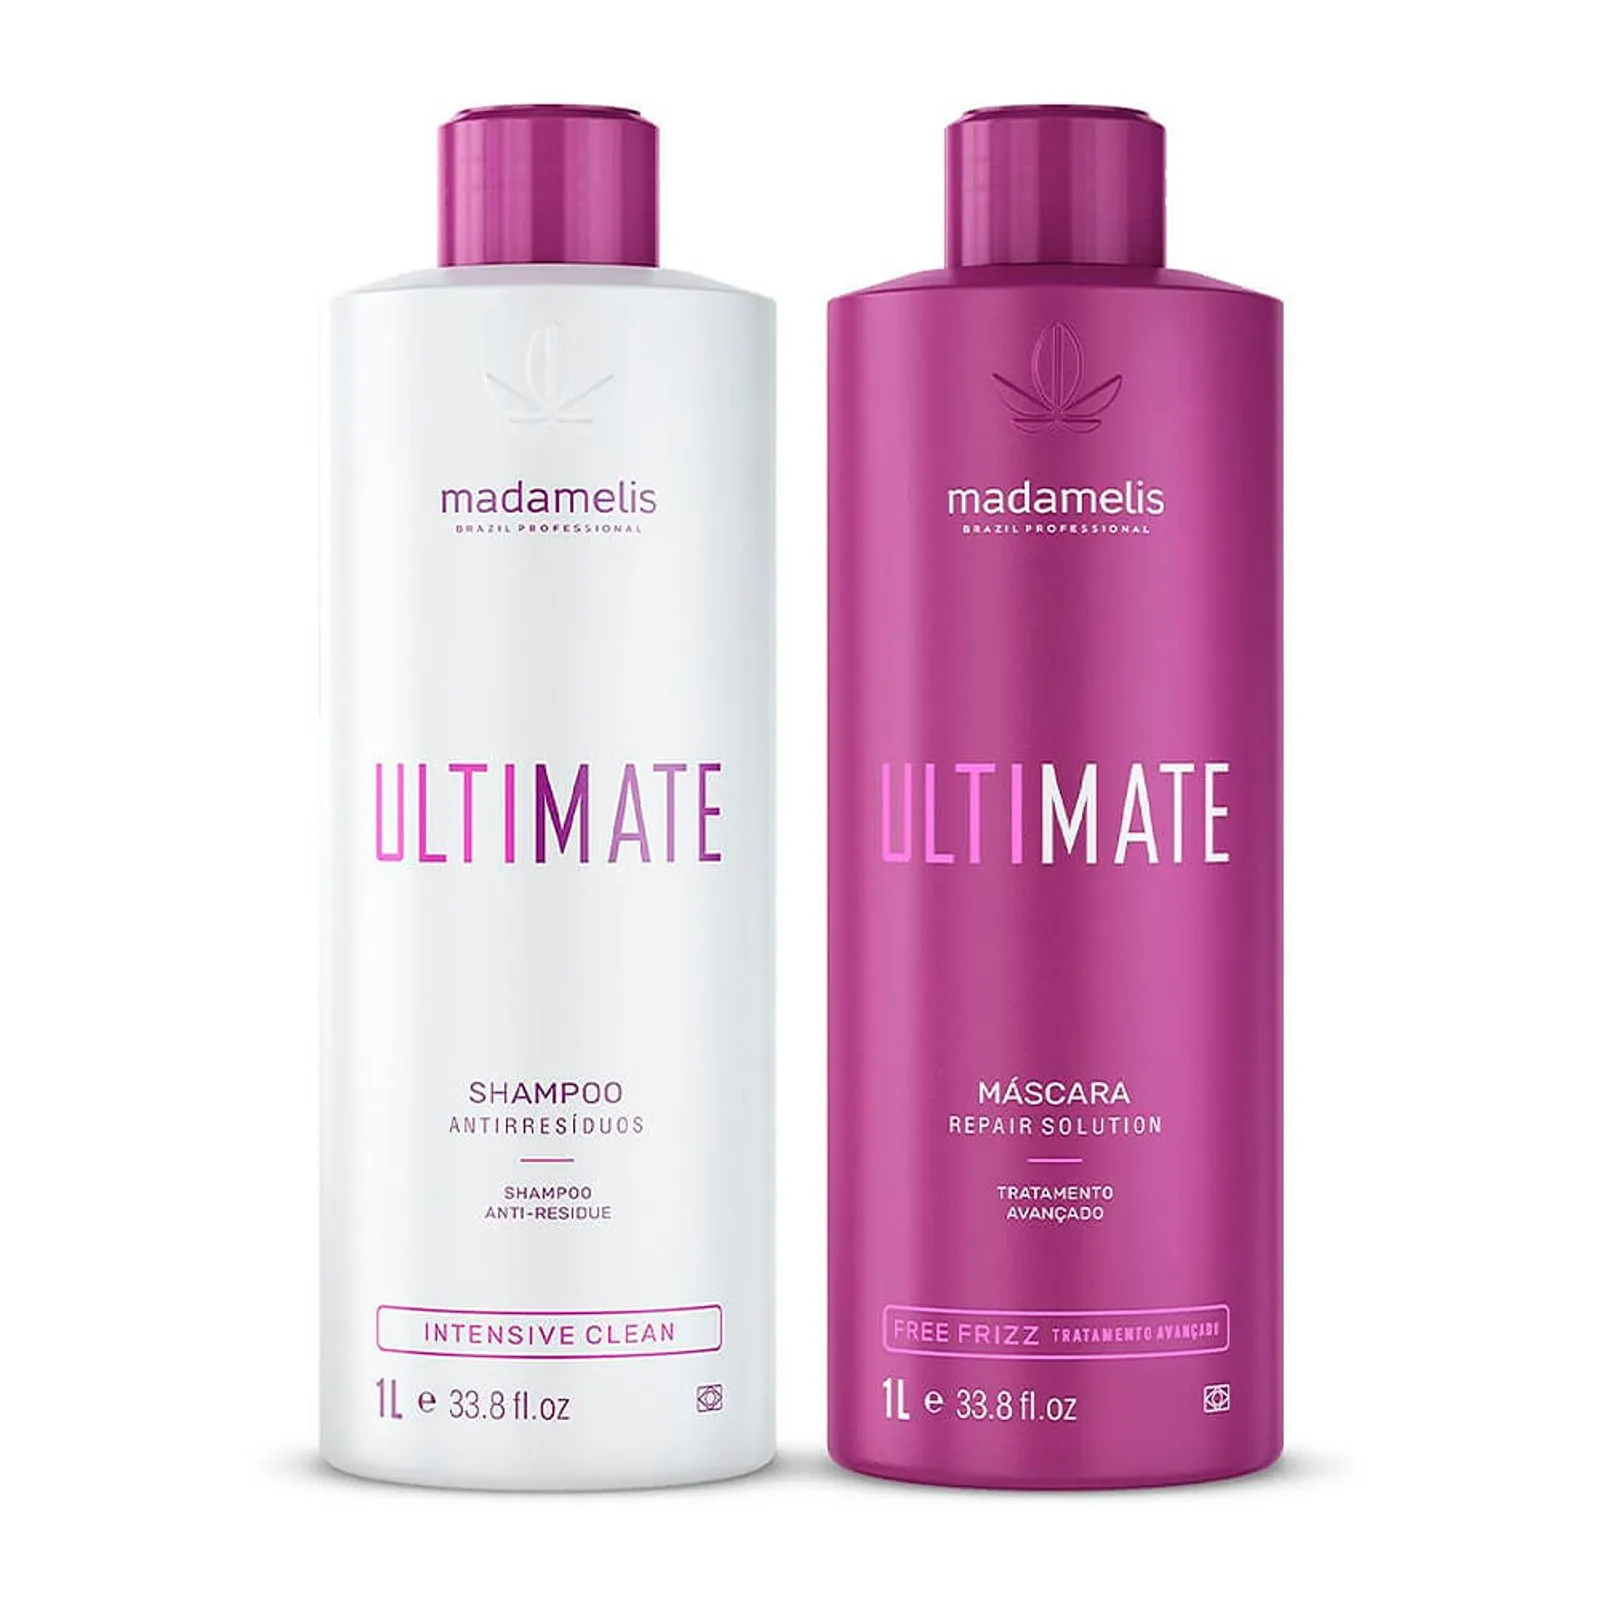 madamelis
BRAZIL PROFESSIONAL
ULTIMATE
SHAMPOO
ANTIRRESÍDUOS
SHAMPOO
ANTI-RESIDUE
INTENSIVE CLEAN
1L e 33.8 fl.oz
madamelis
BRAZIL PROFESSIONAL
ULTIMATE
MÁSCARA
REPAIR SOLUTION
TRATAMENTO
AVANÇADO
FREE FRIZZ TRATAMENTO AVANÇADO
1L e 33.8 fl.oz